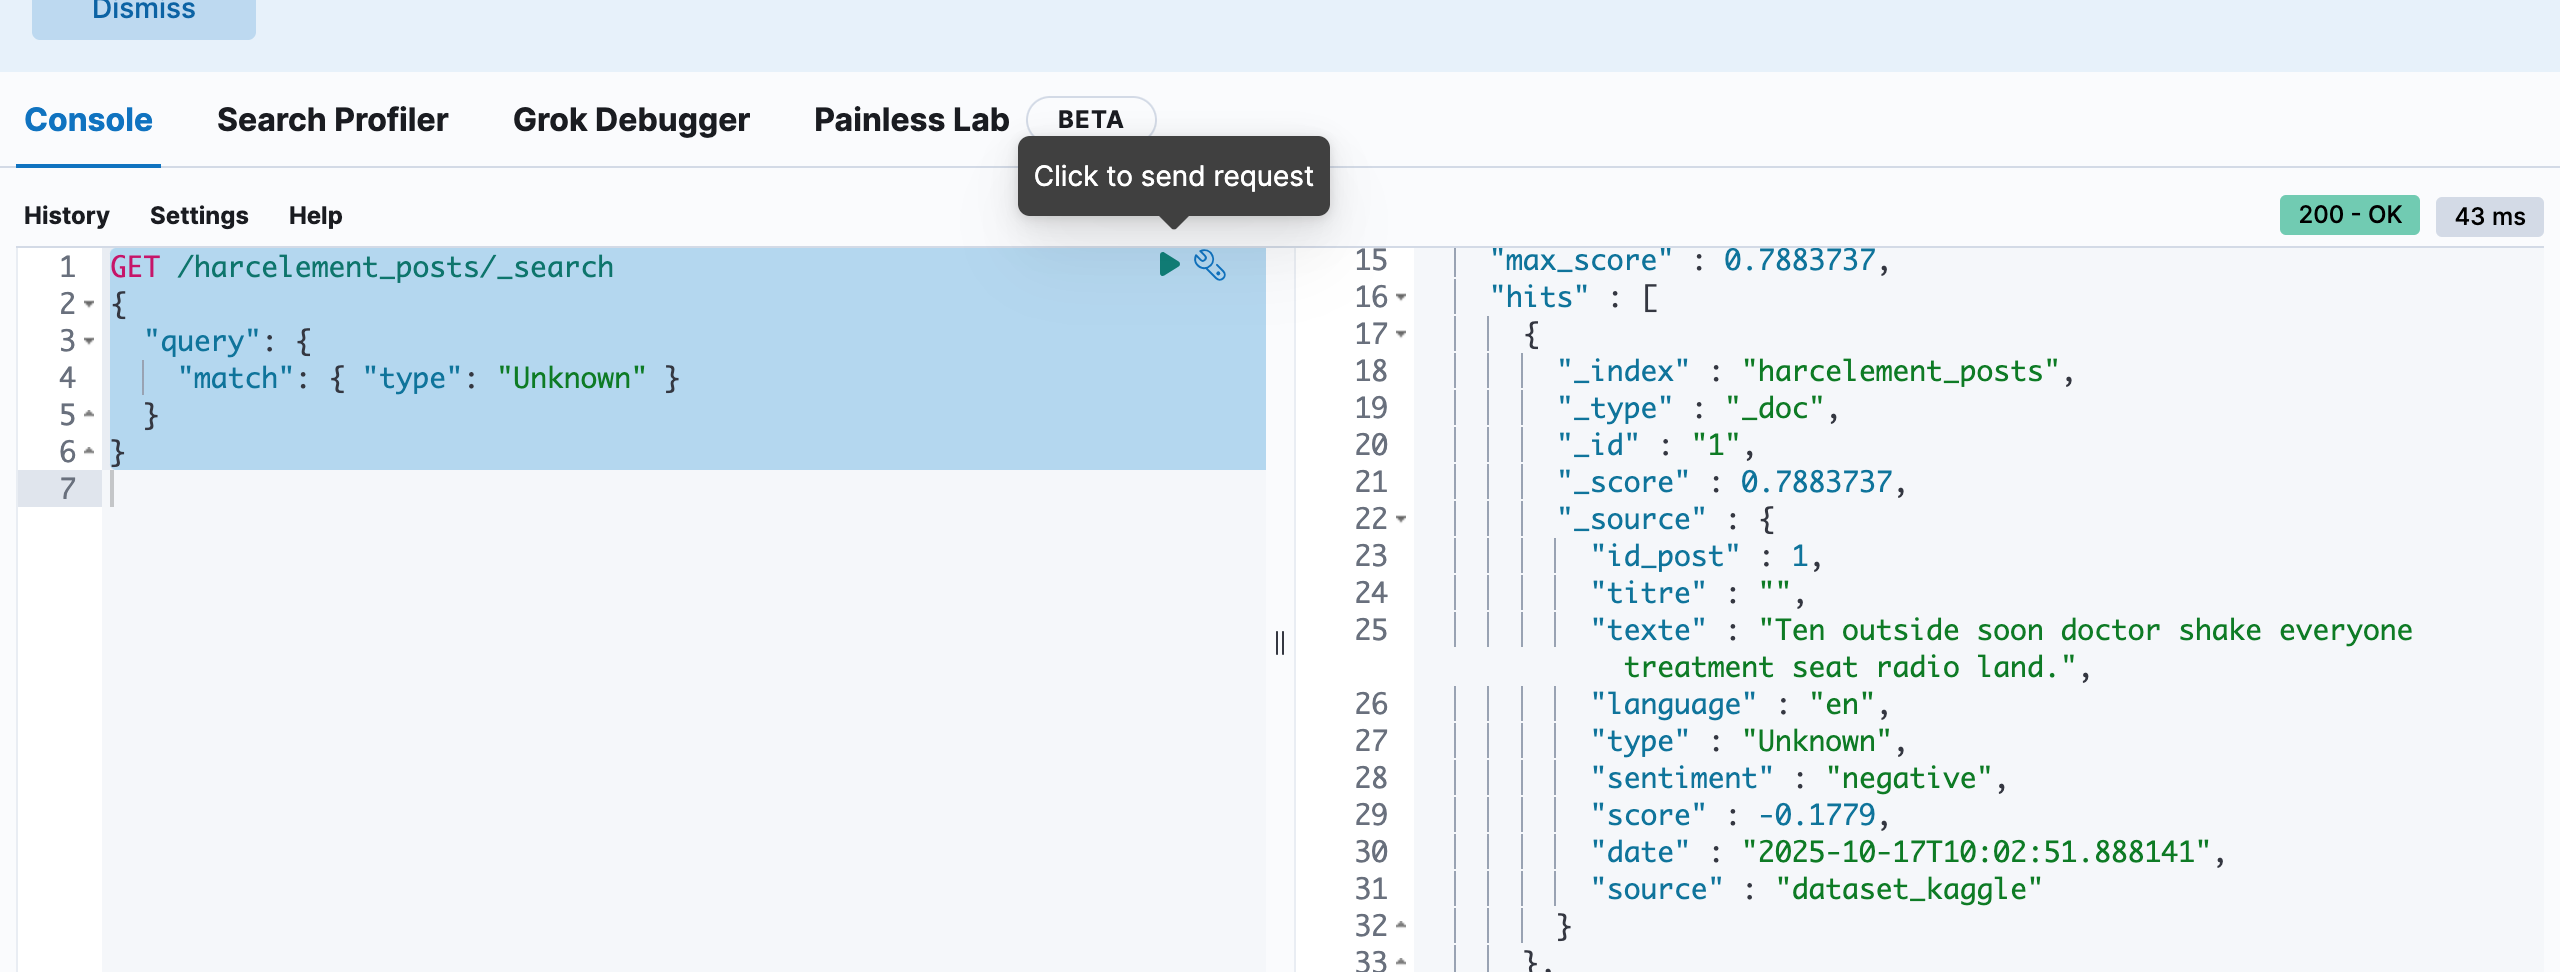 Dismiss
Console Search Profiler Grok Debugger Painless Lab BETA
Click to send request
History Settings Help
200 - OK 43 ms
1 GET /harcelement_posts/_search
2 {
3 "query": {
4 "match": { "type": "Unknown" }
5 }
6 }
7
15 "max_score" : 0.7883737,
16 "hits" : [
17 {
18 "_index" : "harcelement_posts",
19 "_type" : "_doc",
20 "_id" : "1",
21 "_score" : 0.7883737,
22 "_source" : {
23 "id_post" : 1,
24 "titre" : "",
25 "texte" : "Ten outside soon doctor shake everyone
treatment seat radio land.",
26 "language" : "en",
27 "type" : "Unknown",
28 "sentiment" : "negative",
29 "score" : -0.1779,
30 "date" : "2025-10-17T10:02:51.888141",
31 "source" : "dataset_kaggle"
32 }
33 },